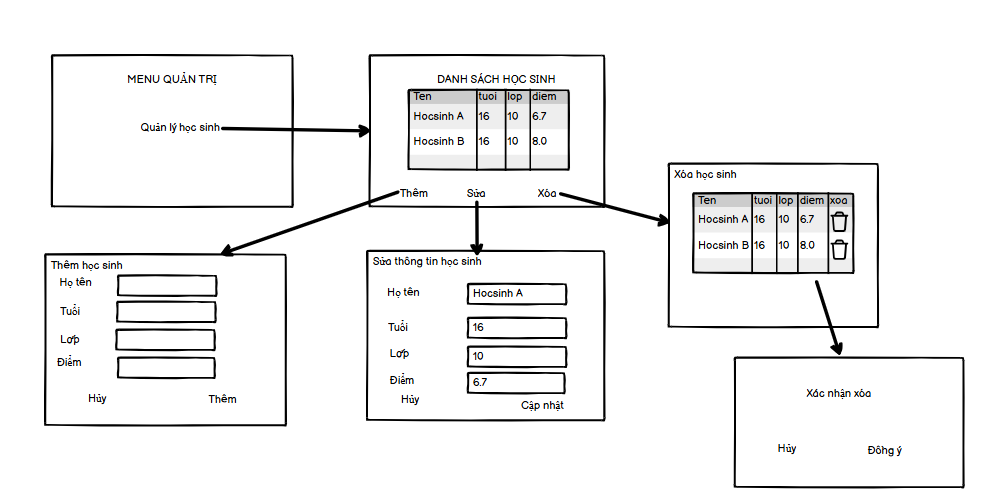 MENU QUẢN TRỊ
Quản lý học sinh
DANH SÁCH HỌC SINH
Ten tuoi lop diem
Hocsinh A 16 10 6.7
Hocsinh B 16 10 8.0
Thêm Sửa Xóa
Xóa học sinh
Ten tuoi lop diem xoa
Hocsinh A 16 10 6.7
Hocsinh B 16 10 8.0
Thêm học sinh
Họ tên
Tuổi
Lớp
Điểm
Hủy Thêm
Sửa thông tin học sinh
Họ tên Hocsinh A
Tuổi 16
Lớp 10
Điểm 6.7
Hủy Cập nhật
Xác nhận xóa
Hủy Đồng ý